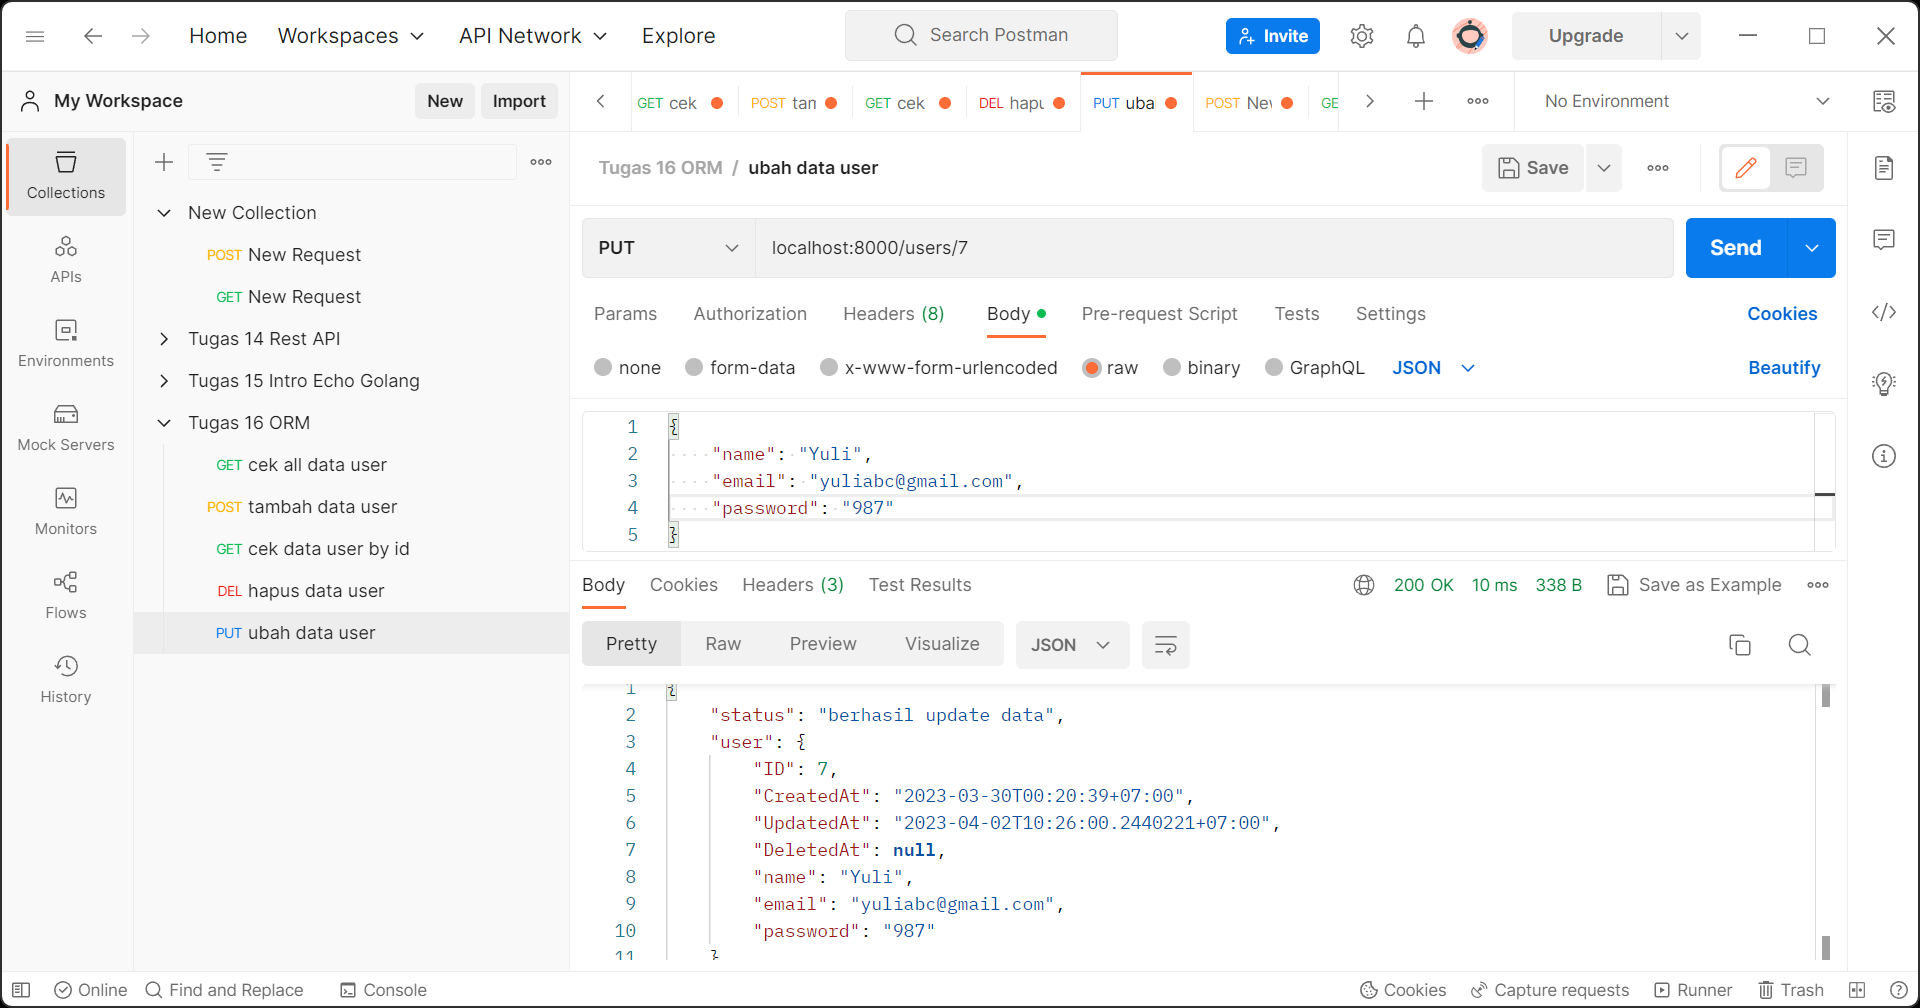 Home Workspaces API Network Explore Search Postman Invite Upgrade
My Workspace New Import
GET cek POST tan GET cek DEL hapu PUT uba POST Nev GE No Environment
Collections
APIs
Environments
Mock Servers
Monitors
Flows
History
New Collection
POST New Request
GET New Request
Tugas 14 Rest API
Tugas 15 Intro Echo Golang
Tugas 16 ORM
GET cek all data user
POST tambah data user
GET cek data user by id
DEL hapus data user
PUT ubah data user
Tugas 16 ORM / ubah data user Save
PUT localhost:8000/users/7 Send
Params Authorization Headers (8) Body Pre-request Script Tests Settings Cookies
none form-data x-www-form-urlencoded raw binary GraphQL JSON Beautify
1 {
2 "name": "Yuli",
3 "email": "yuliabc@gmail.com",
4 "password": "987"
5 }
Body Cookies Headers (3) Test Results 200 OK 10 ms 338 B Save as Example
Pretty Raw Preview Visualize JSON
1 {
2 "status": "berhasil update data",
3 "user": {
4 "ID": 7,
5 "CreatedAt": "2023-03-30T00:20:39+07:00",
6 "UpdatedAt": "2023-04-02T10:26:00.2440221+07:00",
7 "DeletedAt": null,
8 "name": "Yuli",
9 "email": "yuliabc@gmail.com",
10 "password": "987"
11 }
Online Find and Replace Console Cookies Capture requests Runner Trash